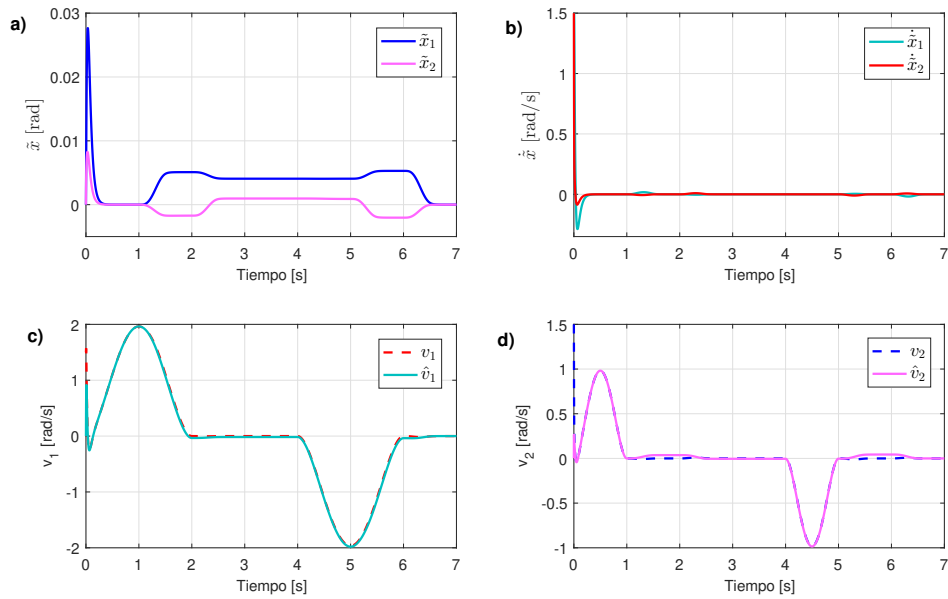 a)
0.03
0.02
0.01
0
x̃ [rad]
x̃₁
x̃₂
0 1 2 3 4 5 6 7
Tiempo [s]
b)
1.5
1
0.5
0
-0.5
ẋ̃ [rad/s]
ẋ̃₁
ẋ̃₂
0 1 2 3 4 5 6 7
Tiempo [s]
c)
2
1
0
-1
-2
v₁ [rad/s]
v₁
v̂₁
0 1 2 3 4 5 6 7
Tiempo [s]
d)
1.5
1
0.5
0
-0.5
-1
v₂ [rad/s]
v₂
v̂₂
0 1 2 3 4 5 6 7
Tiempo [s]